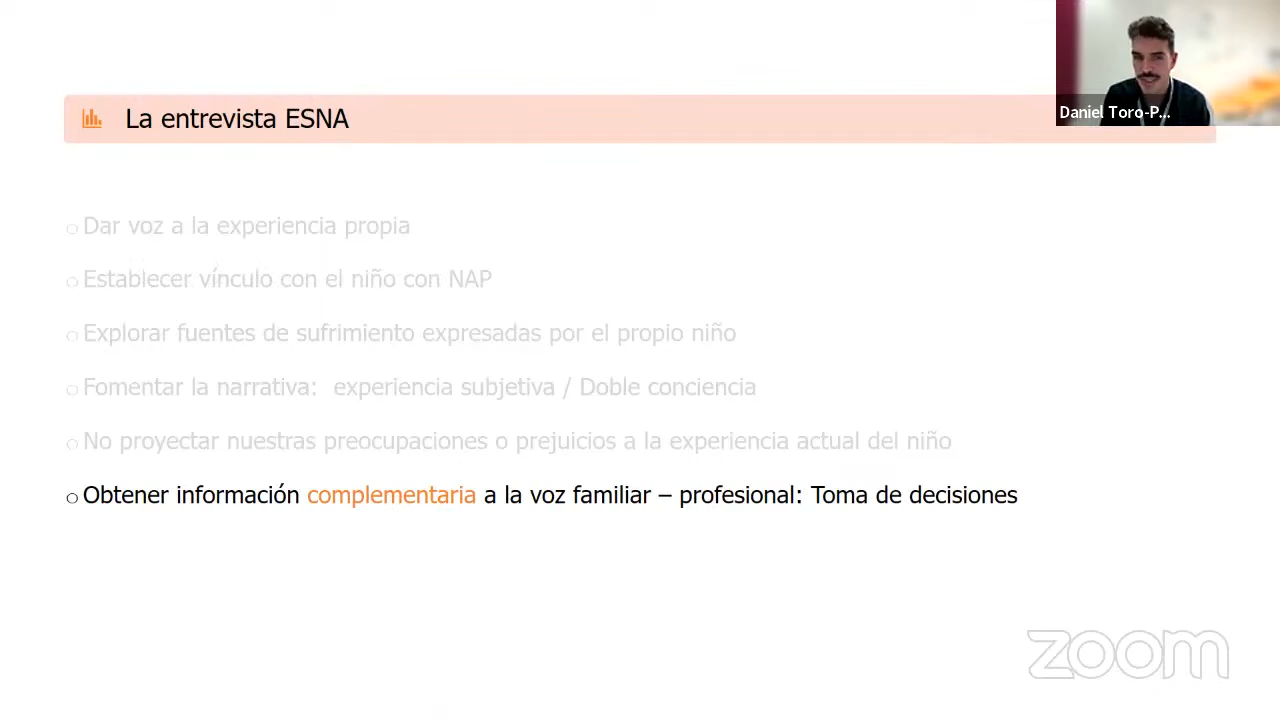 La entrevista ESNA
Daniel Toro-P...
Dar voz a la experiencia propia
Establecer vínculo con el niño con NAP
Explorar fuentes de sufrimiento expresadas por el propio niño
Fomentar la narrativa: experiencia subjetiva / Doble conciencia
No proyectar nuestras preocupaciones o prejuicios a la experiencia actual del niño
Obtener información complementaria a la voz familiar – profesional: Toma de decisiones
zoom